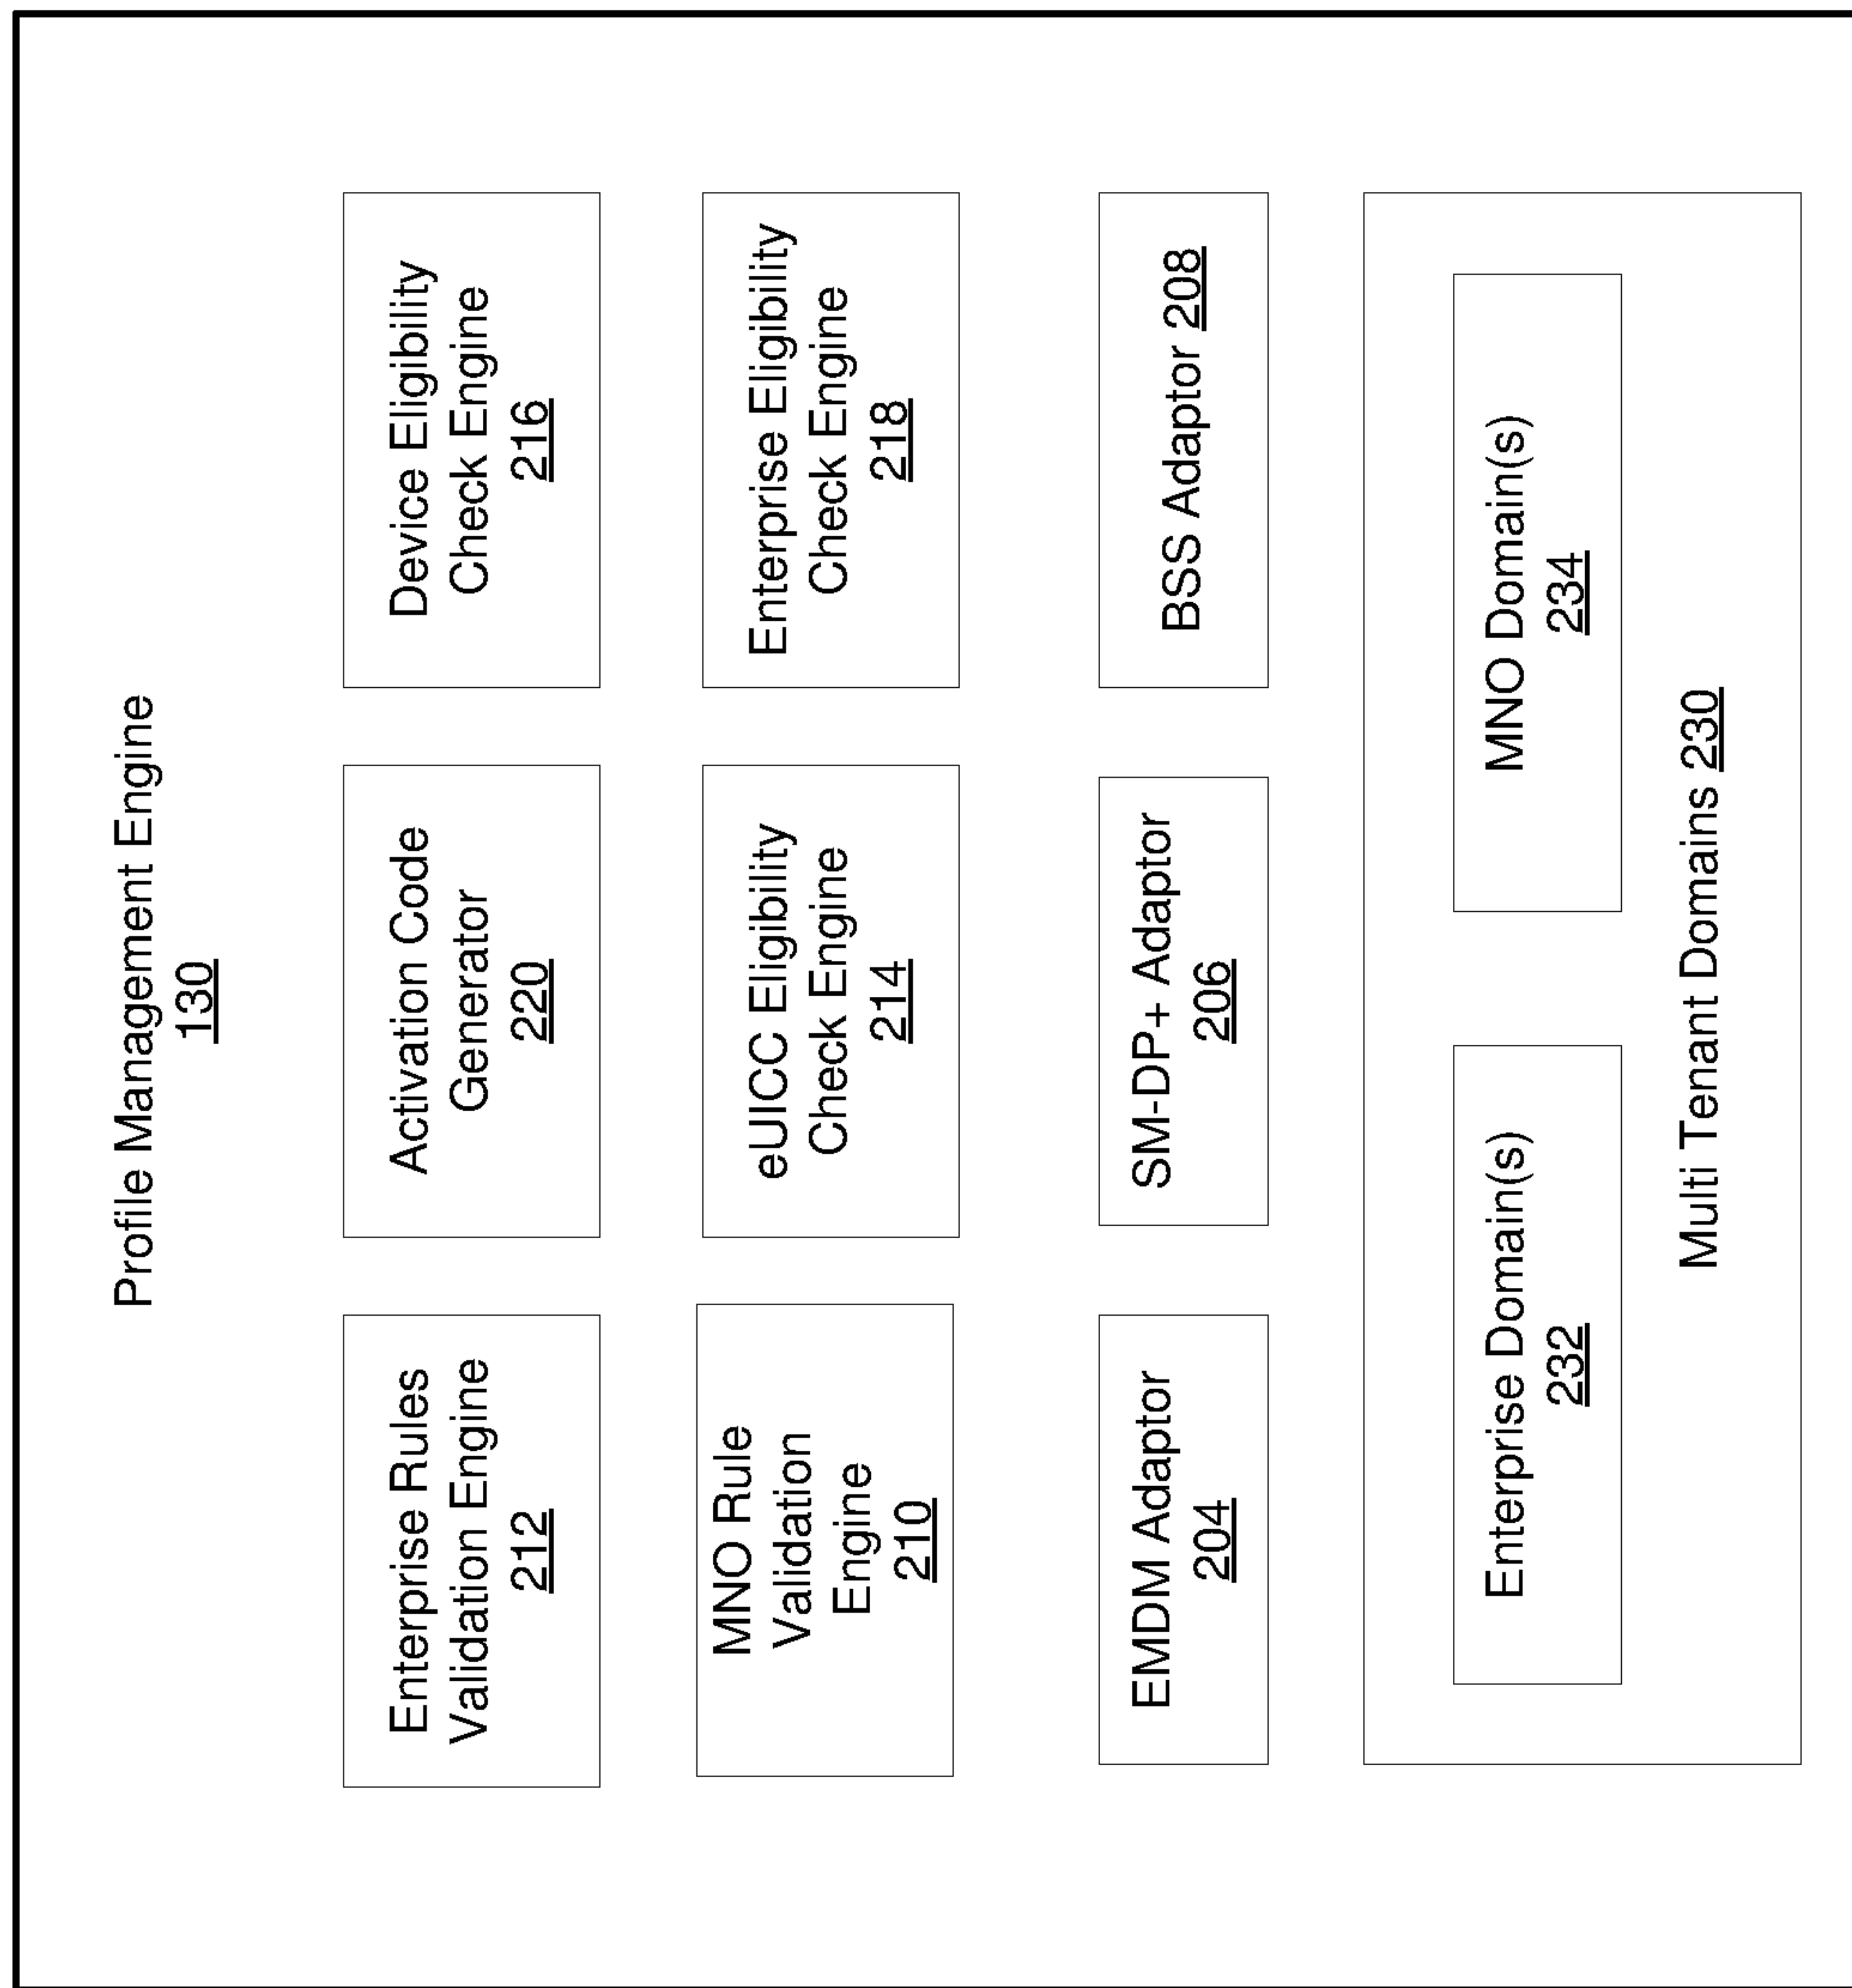 Profile Management Engine
130
Enterprise Rules
Validation Engine
212
Activation Code
Generator
220
Device Eligibility
Check Engine
216
MNO Rule
Validation
Engine
210
eUICC Eligibility
Check Engine
214
Enterprise Eligibility
Check Engine
218
EMDM Adaptor
204
SM-DP+ Adaptor
206
BSS Adaptor 208
Enterprise Domain(s)
232
MNO Domain(s)
234
Multi Tenant Domains 230